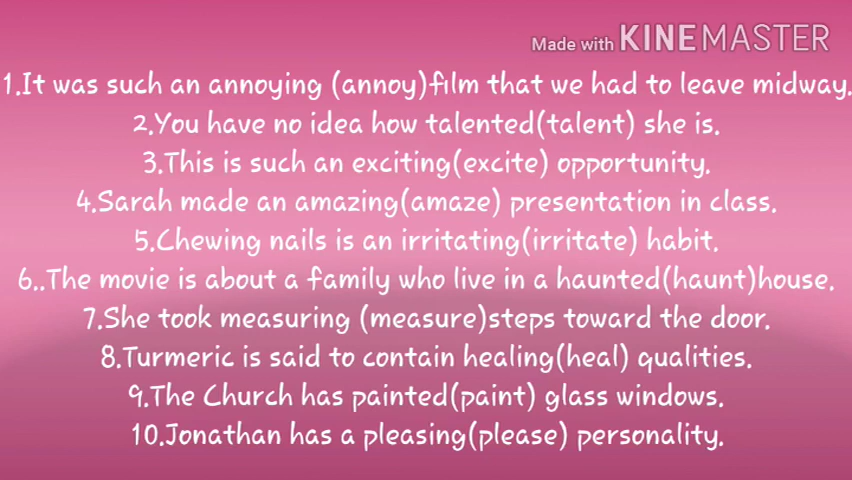 Made with KINEMASTER
1.It was such an annoying (annoy)film that we had to leave midway.
2.You have no idea how talented(talent) she is.
3.This is such an exciting(excite) opportunity.
4.Sarah made an amazing(amaze) presentation in class.
5.Chewing nails is an irritating(irritate) habit.
6..The movie is about a family who live in a haunted(haunt)house.
7.She took measuring (measure)steps toward the door.
8.Turmeric is said to contain healing(heal) qualities.
9.The Church has painted(paint) glass windows.
10.Jonathan has a pleasing(please) personality.